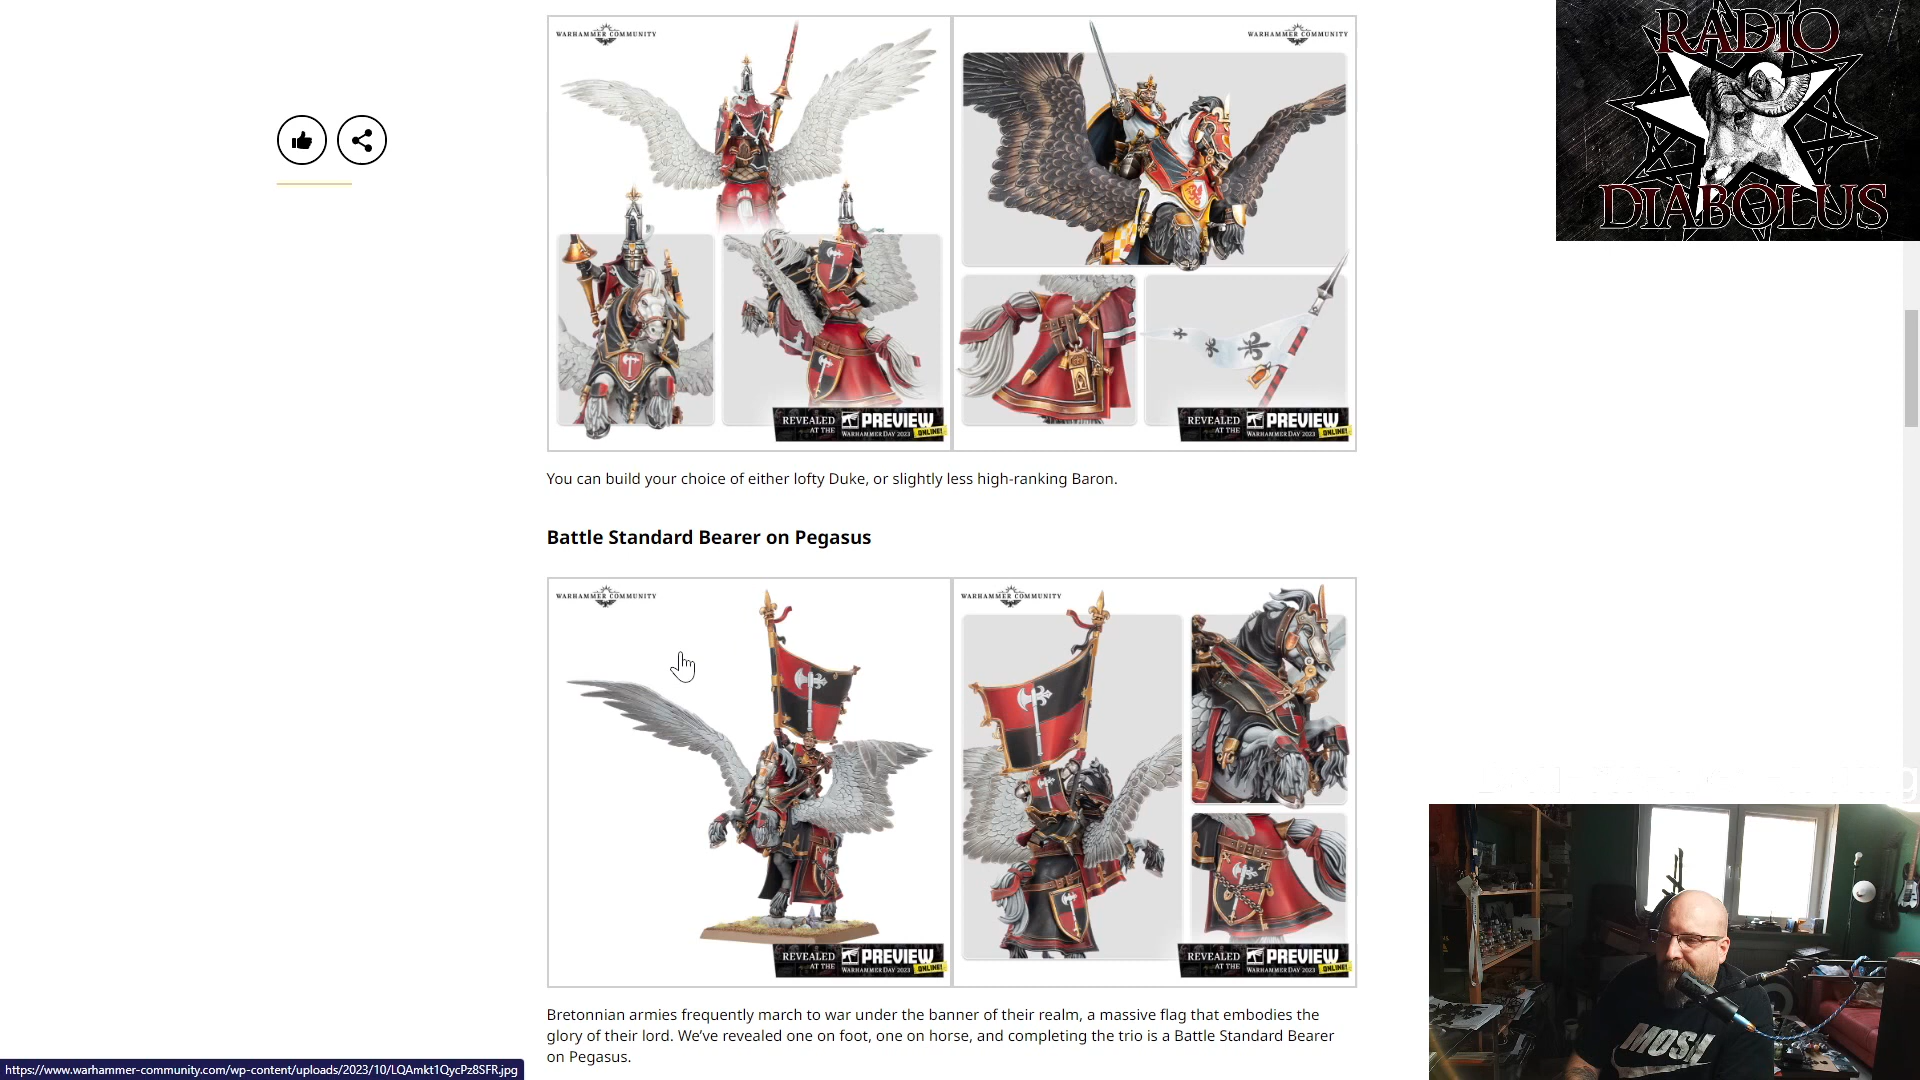 WARHAMMER COMMUNITY
WARHAMMER COMMUNITY
RADIO
DIABOLUS
REVEALED
AT THE
PREVIEW
WARHAMMER DAY 2023
ONLINE!
REVEALED
AT THE
PREVIEW
WARHAMMER DAY 2023
ONLINE!
You can build your choice of either lofty Duke, or slightly less high-ranking Baron.
Battle Standard Bearer on Pegasus
WARHAMMER COMMUNITY
WARHAMMER COMMUNITY
REVEALED
AT THE
PREVIEW
WARHAMMER DAY 2023
ONLINE!
REVEALED
AT THE
PREVIEW
WARHAMMER DAY 2023
ONLINE!
Bretonnian armies frequently march to war under the banner of their realm, a massive flag that embodies the
glory of their lord. We’ve revealed one on foot, one on horse, and completing the trio is a Battle Standard Bearer
on Pegasus.
https://www.warhammer-community.com/wp-content/uploads/2023/10/LQAmkt1QycPz8SFR.jpg